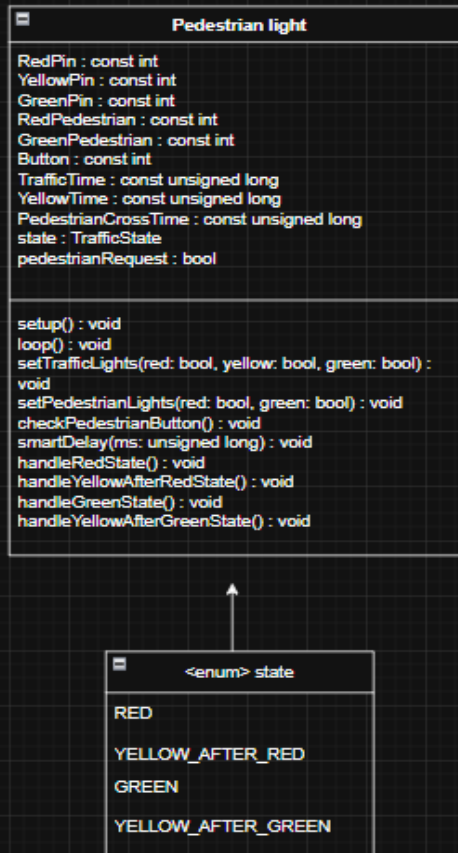 Pedestrian light
RedPin : const int
YellowPin : const int
GreenPin : const int
RedPedestrian : const int
GreenPedestrian : const int
Button : const int
TrafficTime : const unsigned long
YellowTime : const unsigned long
PedestrianCrossTime : const unsigned long
state : TrafficState
pedestrianRequest : bool
setup() : void
loop() : void
setTrafficLights(red: bool, yellow: bool, green: bool) :
void
setPedestrianLights(red: bool, green: bool) : void
checkPedestrianButton() : void
smartDelay(ms: unsigned long) : void
handleRedState() : void
handleYellowAfterRedState() : void
handleGreenState() : void
handleYellowAfterGreenState() : void
<enum> state
RED
YELLOW_AFTER_RED
GREEN
YELLOW_AFTER_GREEN